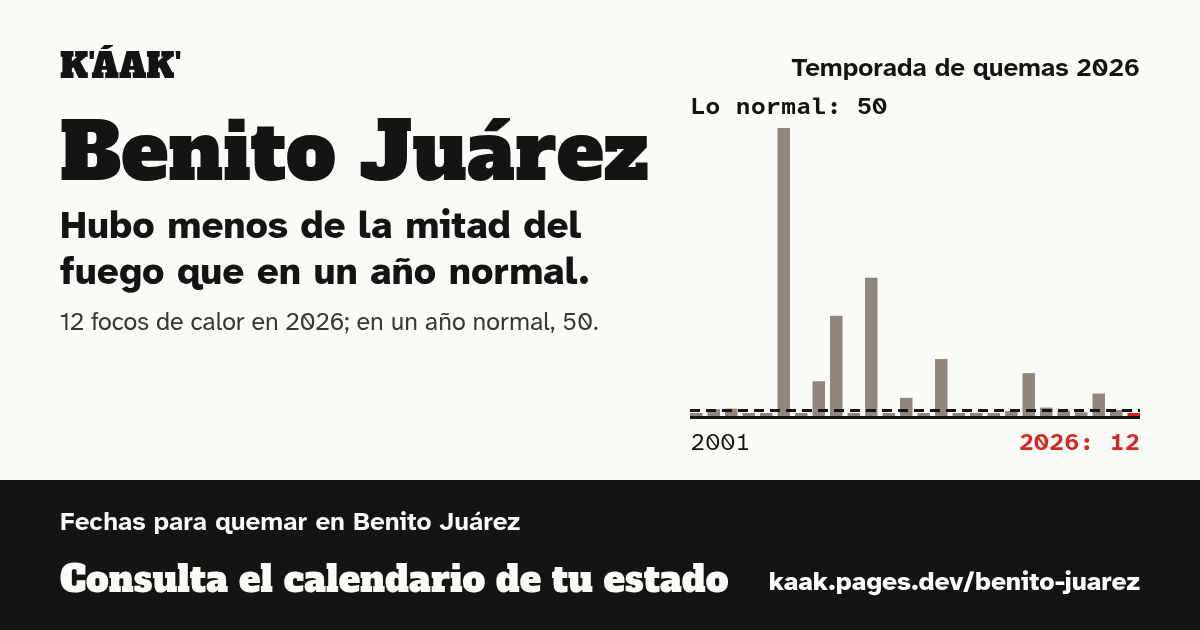 K'ÁAK'
Benito Juárez
Hubo menos de la mitad del
fuego que en un año normal.
12 focos de calor en 2026; en un año normal, 50.
Temporada de quemas 2026
Lo normal: 50
2001
2026: 12
Fechas para quemar en Benito Juárez
Consulta el calendario de tu estado
kaak.pages.dev/benito-juarez